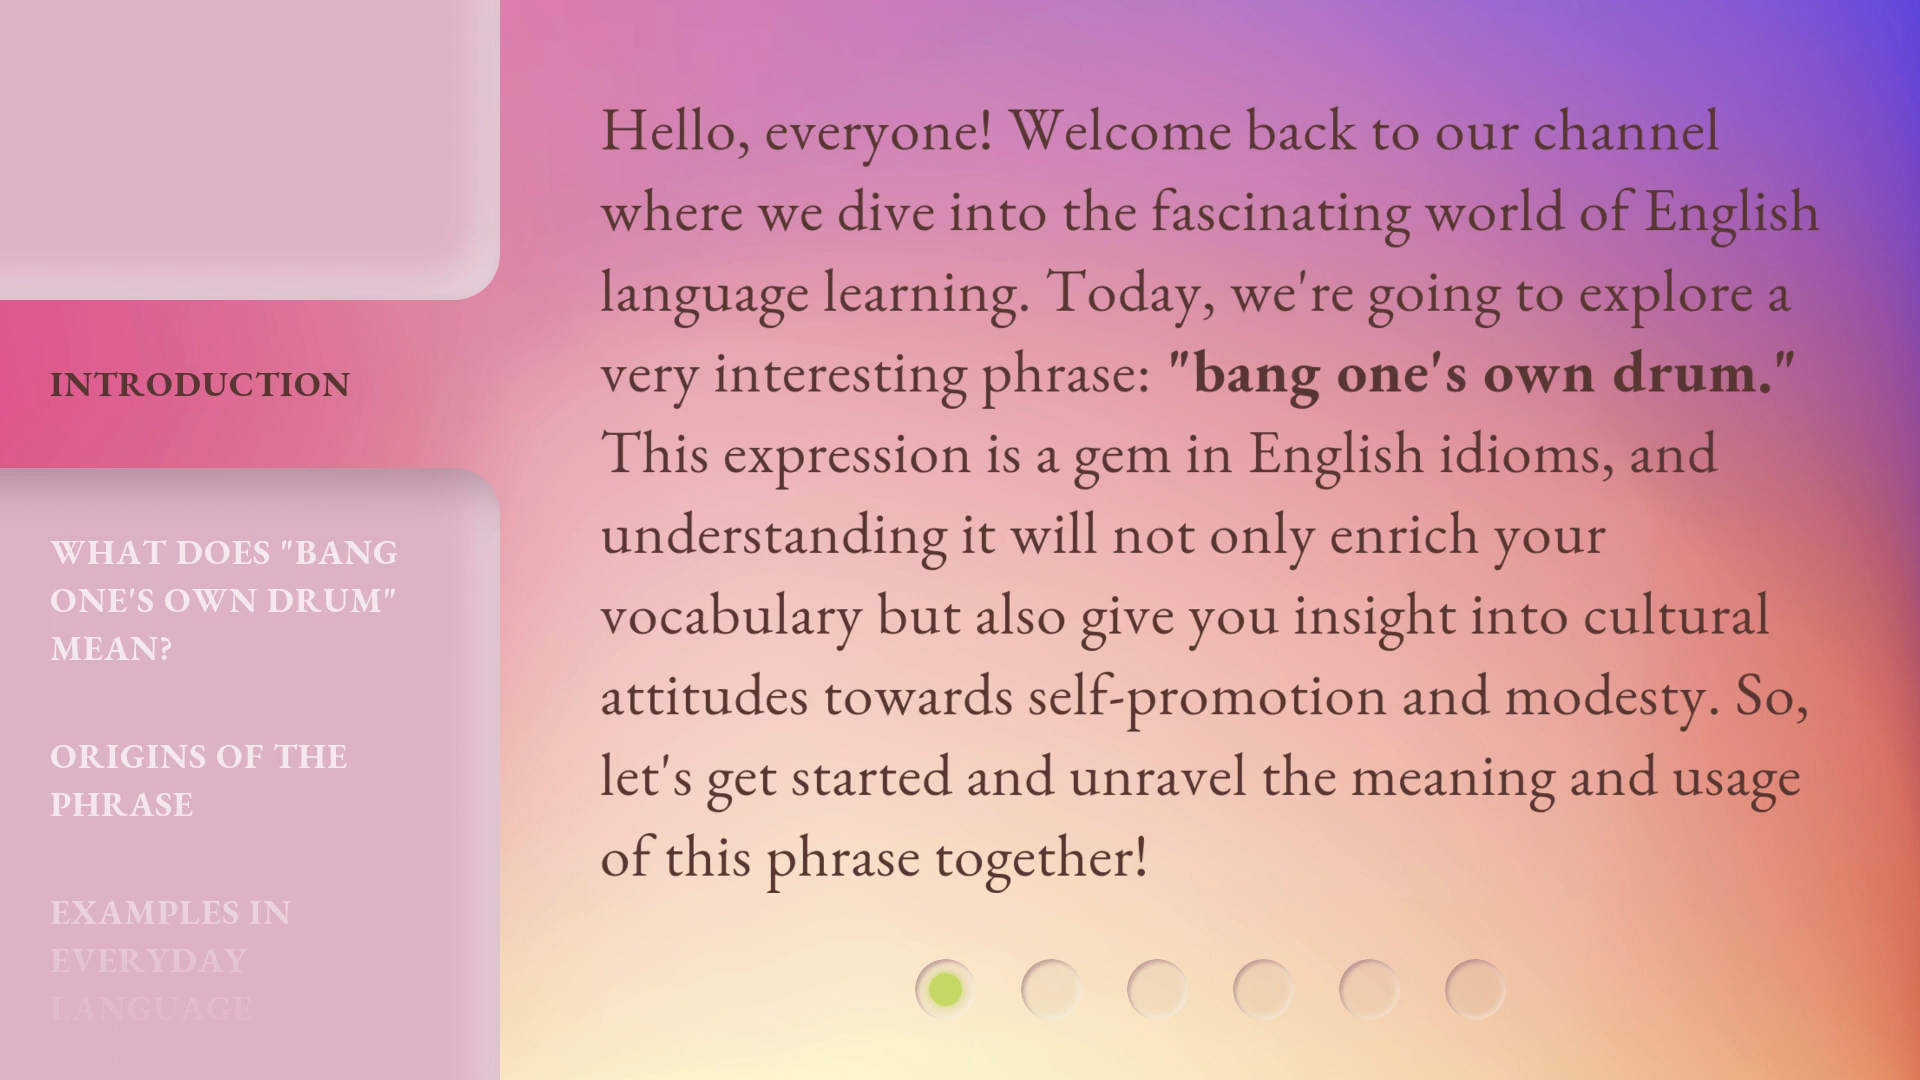 INTRODUCTION
WHAT DOES "BANG
ONE'S OWN DRUM"
MEAN?
ORIGINS OF THE
PHRASE
EXAMPLES IN
EVERYDAY
LANGUAGE
Hello, everyone! Welcome back to our channel
where we dive into the fascinating world of English
language learning. Today, we're going to explore a
very interesting phrase: "bang one's own drum."
This expression is a gem in English idioms, and
understanding it will not only enrich your
vocabulary but also give you insight into cultural
attitudes towards self-promotion and modesty. So,
let's get started and unravel the meaning and usage
of this phrase together!